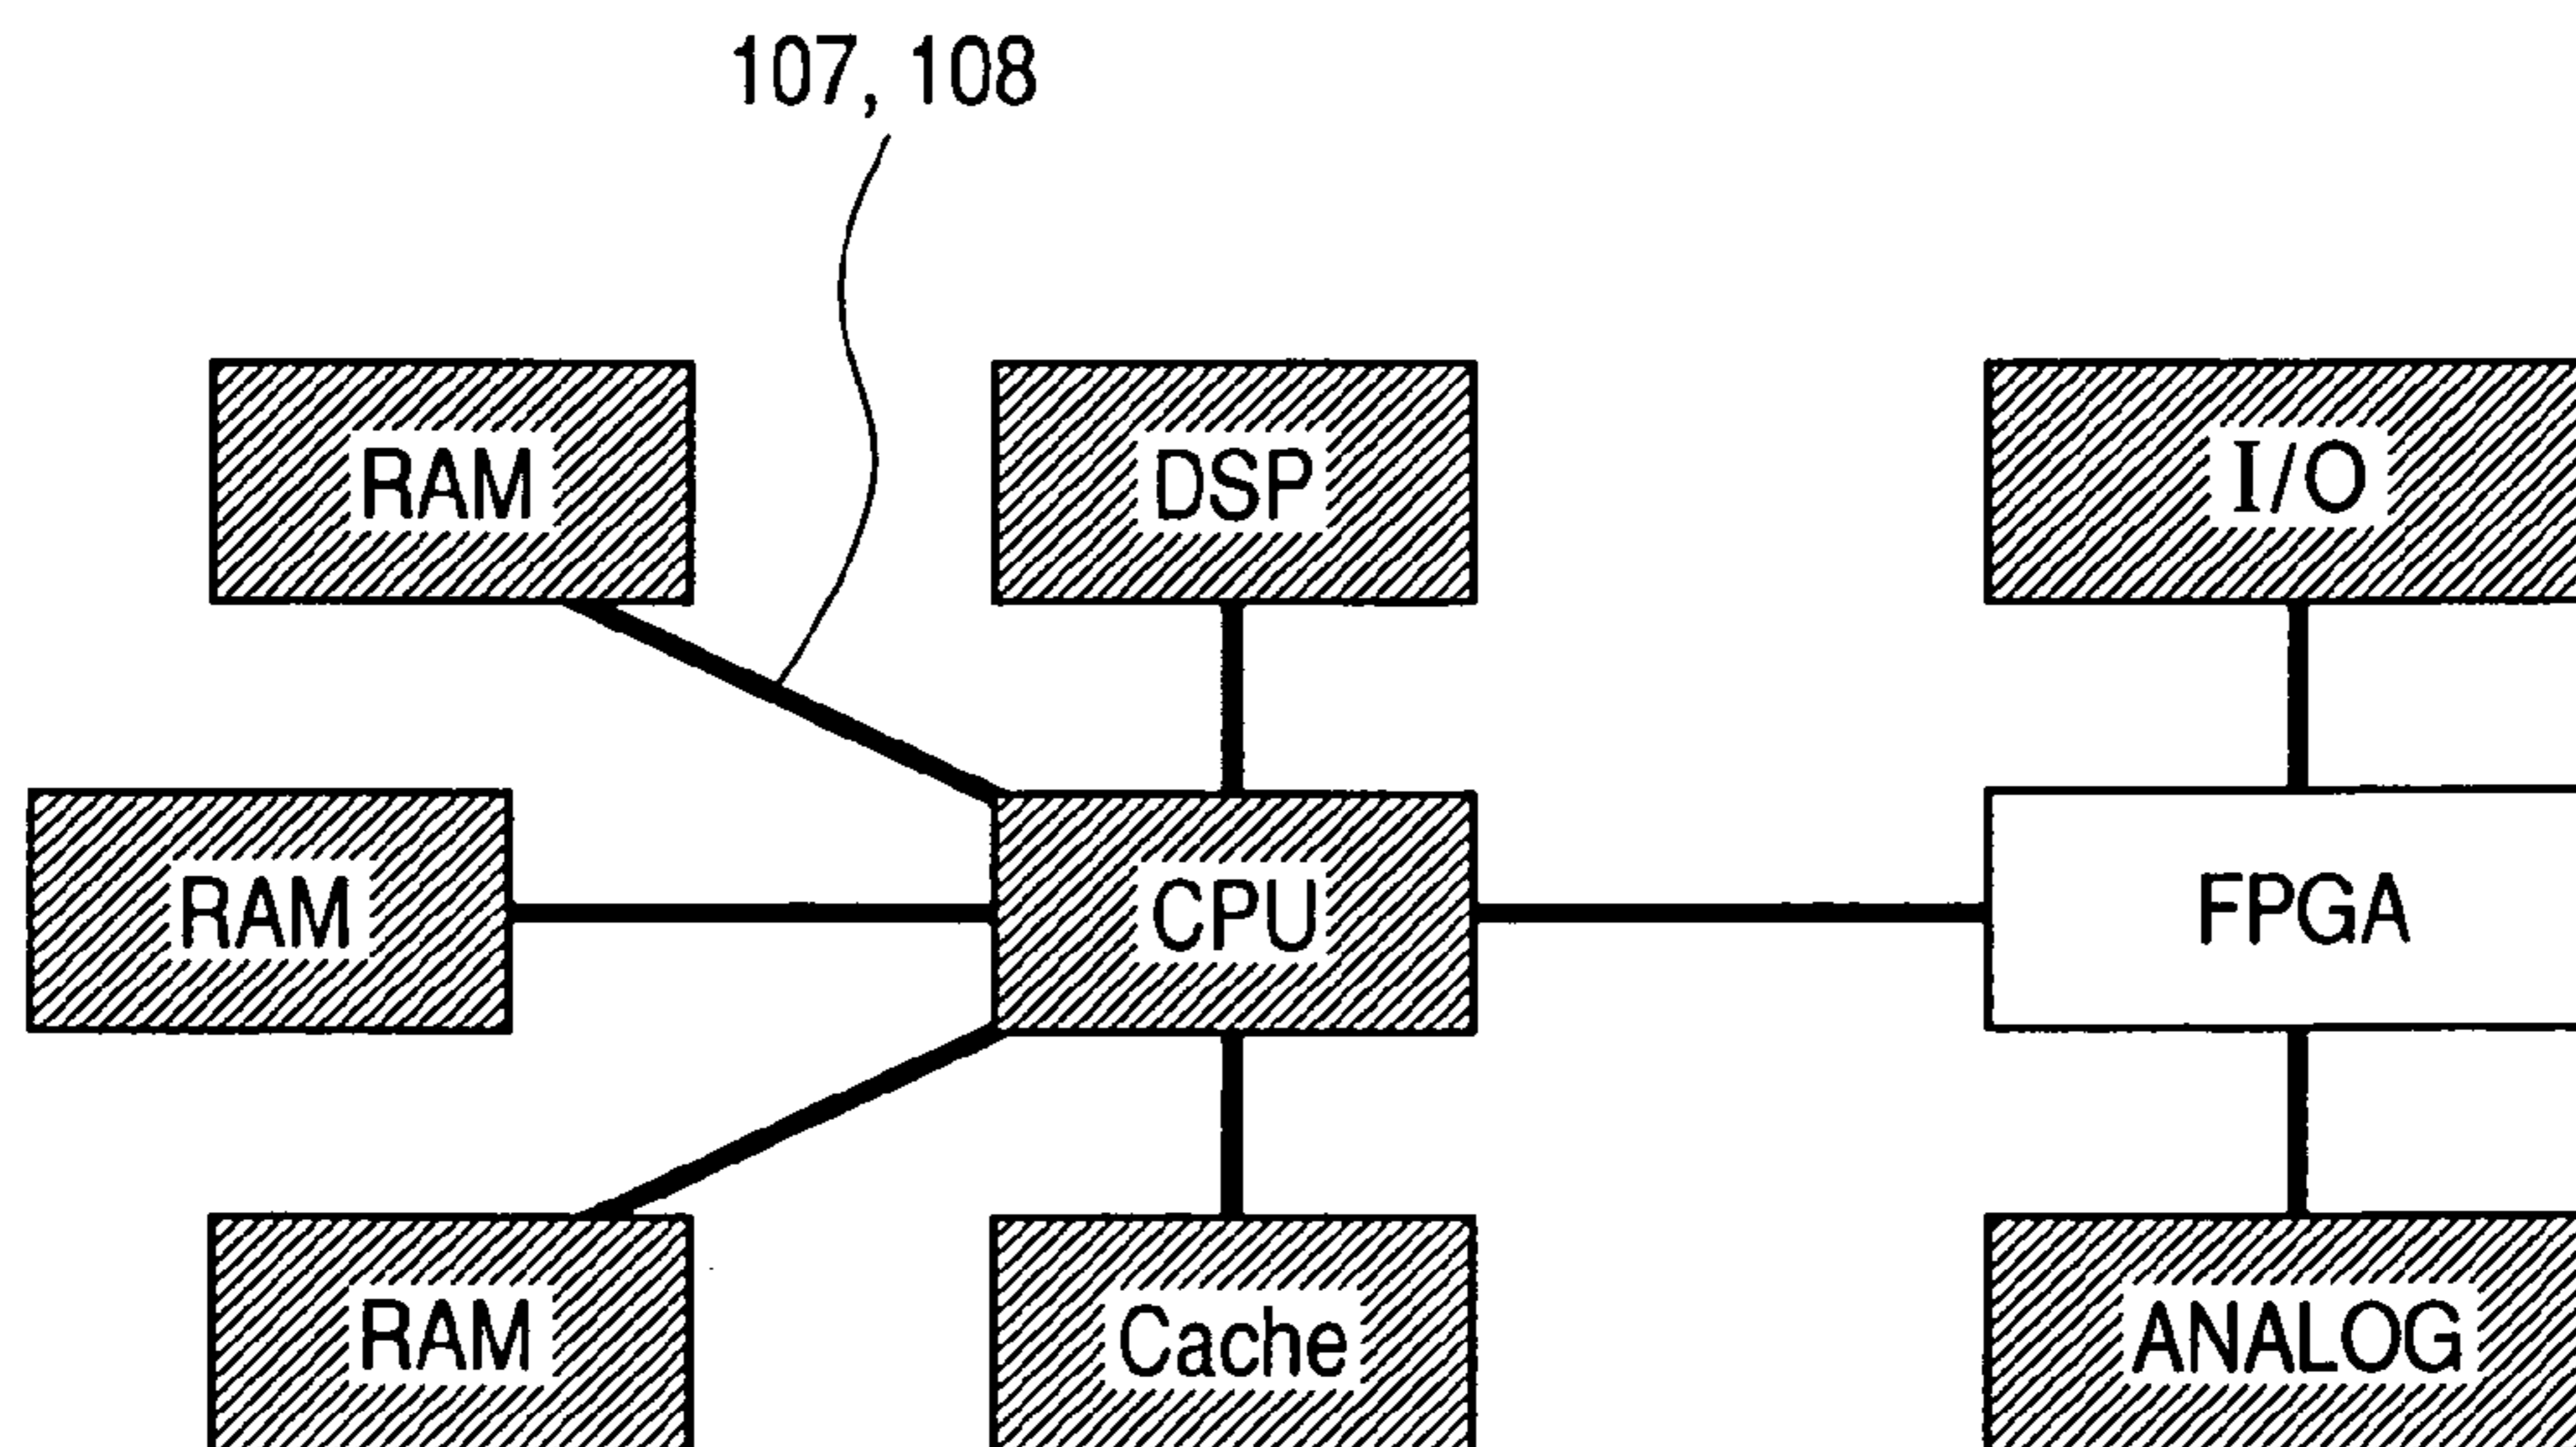 107, 108
RAM
DSP
I/O
RAM
CPU
FPGA
RAM
Cache
ANALOG